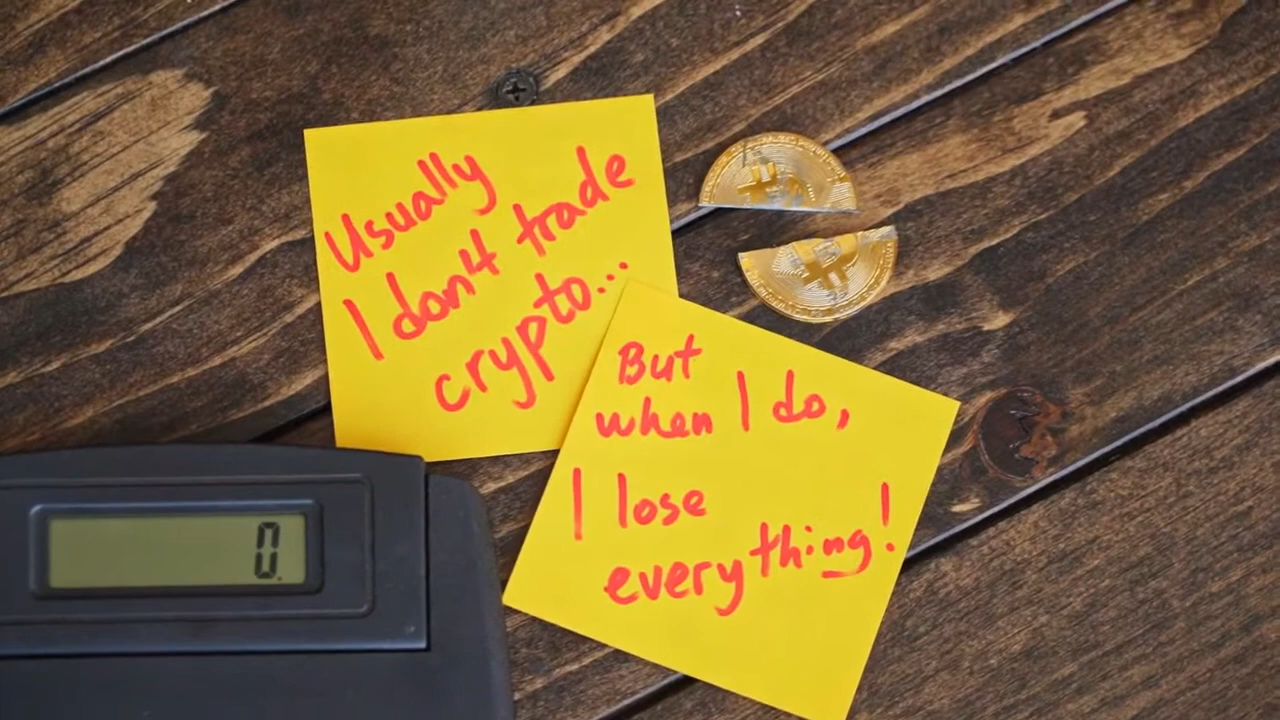 Usually
I don't trade
crypto...
But
when I do,
I lose
everything!
0.